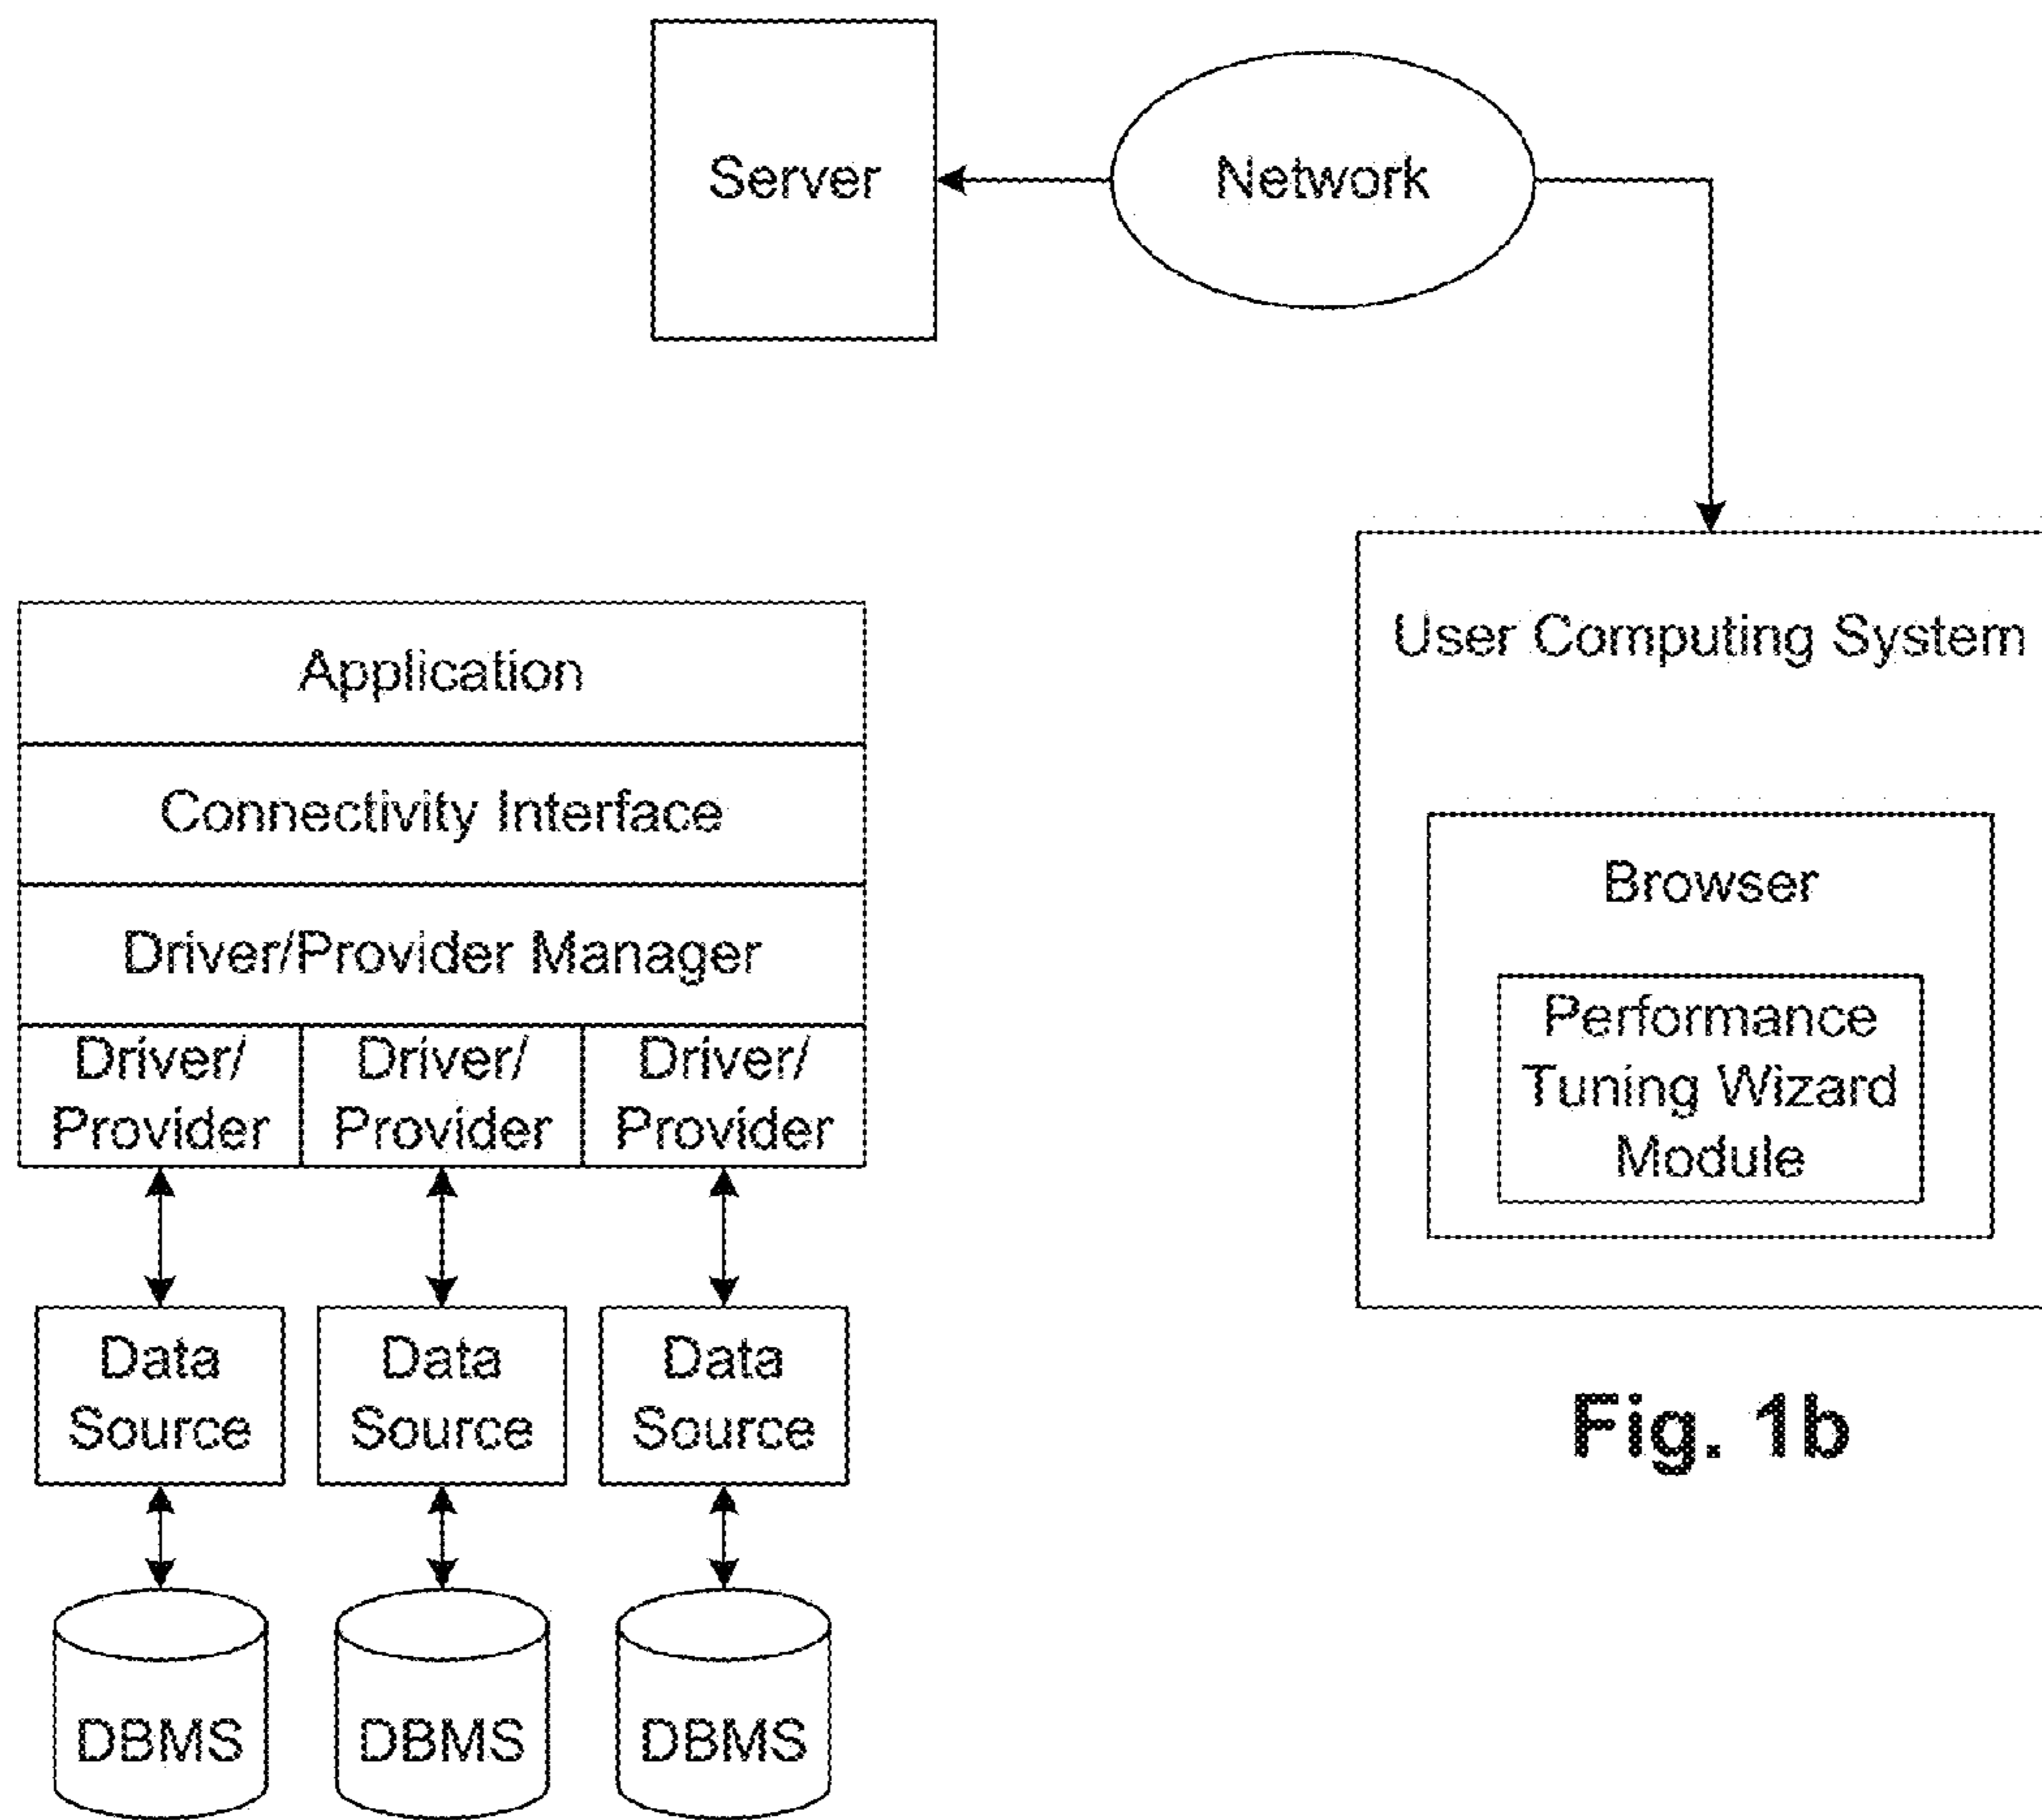 Server
Network
User Computing System
Browser
Performance
Tuning Wizard
Module
Fig. 1b
Application
Connectivity Interface
Driver/Provider Manager
Driver/
Provider
Driver/
Provider
Driver/
Provider
Data
Source
Data
Source
Data
Source
DBMS
DBMS
DBMS